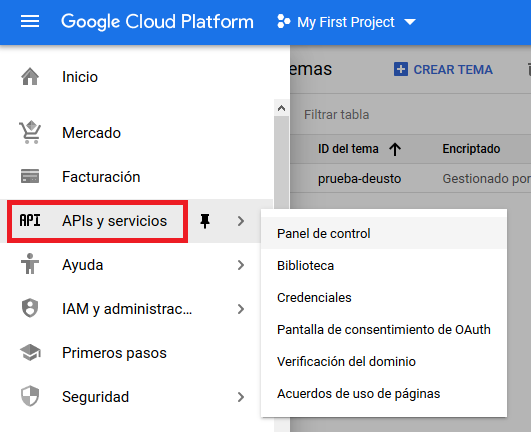 Google Cloud Platform My First Project
Inicio
Mercado
Facturación
API APIs y servicios
Ayuda
IAM y administrac...
Primeros pasos
Seguridad
emas CREAR TEMA
Filtrar tabla
ID del tema Encriptado
prueba-deusto Gestionado por
Panel de control
Biblioteca
Credenciales
Pantalla de consentimiento de OAuth
Verificación del dominio
Acuerdos de uso de páginas